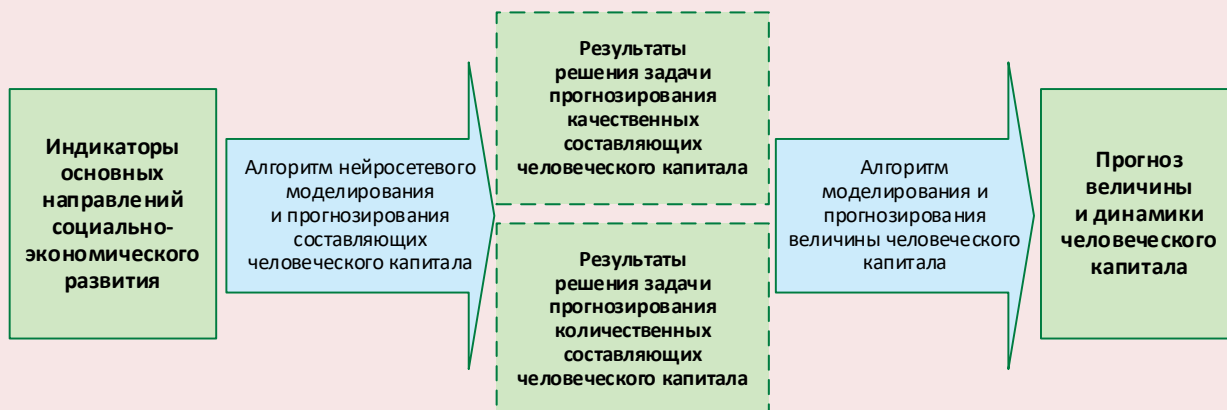 Индикаторы
основных
направлений
социально-
экономического
развития
Алгоритм нейросетевого
моделирования
и прогнозирования
составляющих
человеческого капитала
Результаты
решения задачи
прогнозирования
качественных
составляющих
человеческого капитала
Результаты
решения задачи
прогнозирования
количественных
составляющих
человеческого капитала
Алгоритм
моделирования и
прогнозирования
величины человеческого
капитала
Прогноз
величины
и динамики
человеческого
капитала